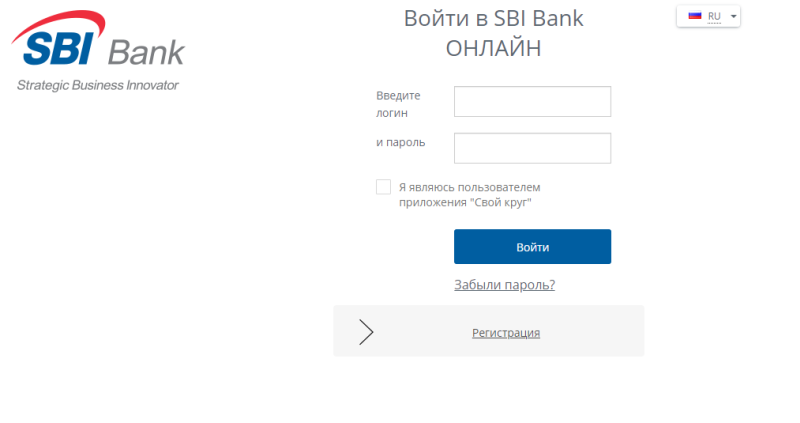 SBI Bank
Strategic Business Innovator
Войти в SBI Bank
ОНЛАЙН
RU
Введите
логин
и пароль
Я являюсь пользователем
приложения "Свой круг"
Войти
Забыли пароль?
Регистрация